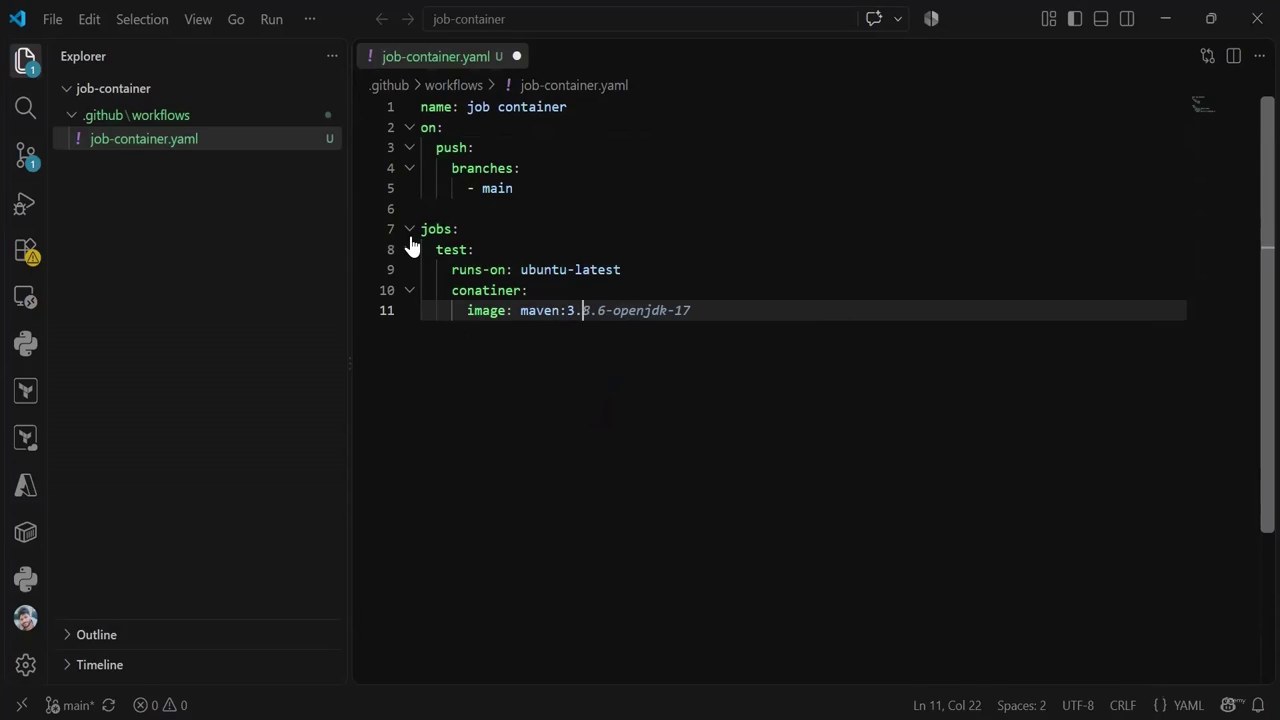 File Edit Selection View Go Run ···
job-container
Explorer
job-container
.github\workflows
! job-container.yaml U
! job-container.yaml U
.github > workflows > ! job-container.yaml
1 name: job container
2 on:
3 push:
4 branches:
5 - main
6
7 jobs:
8 test:
9 runs-on: ubuntu-latest
10 conatiner:
11 image: maven:3.8.6-openjdk-17
1
1
Outline
Timeline
main* 0 0
Ln 11, Col 22 Spaces: 2 UTF-8 CRLF { } YAML